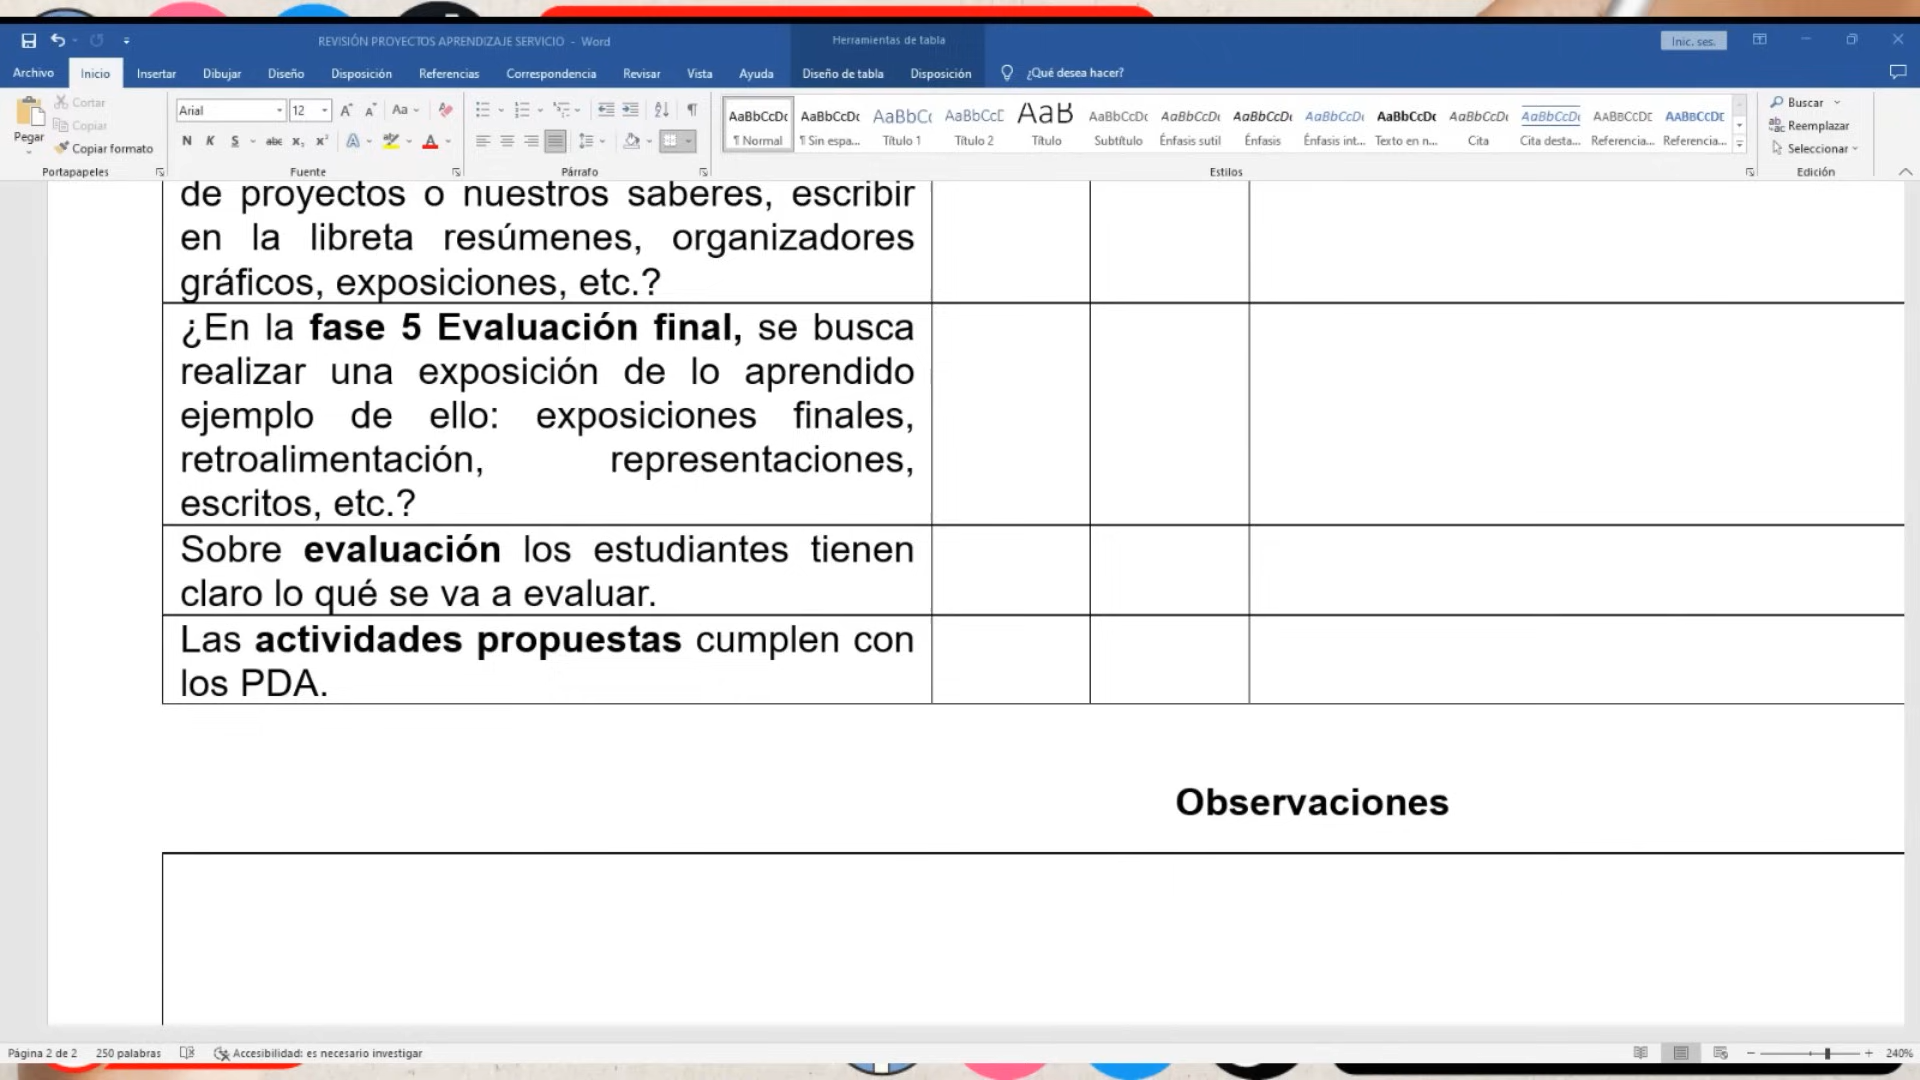 REVISIÓN PROYECTOS APRENDIZAJE SERVICIO - Word
Herramientas de tabla
Inic. ses.
Archivo Inicio Insertar Dibujar Diseño Disposición Referencias Correspondencia Revisar Vista Ayuda Diseño de tabla Disposición ¿Qué desea hacer?
Pegar
Cortar
Copiar
Copiar formato
Portapapeles
Arial 12
N K S abc x₂ x²
Fuente
Párrafo
AaBbCcDc AaBbCcDc AaBbCc AaBbCcD AaB AaBbCcDc AaBbCcDc AaBbCcDc AaBbCcDc AaBbCcDc AaBbCcDc AaBbCcDc AABBCCDC AABBCCDC
¶ Normal ¶ Sin espa... Título 1 Título 2 Título Subtítulo Énfasis sutil Énfasis Énfasis int... Texto en n... Cita Cita desta... Referencia... Referencia...
Estilos
Buscar
Reemplazar
Seleccionar
Edición
de proyectos o nuestros saberes, escribir
en la libreta resúmenes, organizadores
gráficos, exposiciones, etc.?
¿En la fase 5 Evaluación final, se busca
realizar una exposición de lo aprendido
ejemplo de ello: exposiciones finales,
retroalimentación, representaciones,
escritos, etc.?
Sobre evaluación los estudiantes tienen
claro lo qué se va a evaluar.
Las actividades propuestas cumplen con
los PDA.
Observaciones
Página 2 de 2 250 palabras Accesibilidad: es necesario investigar 240%